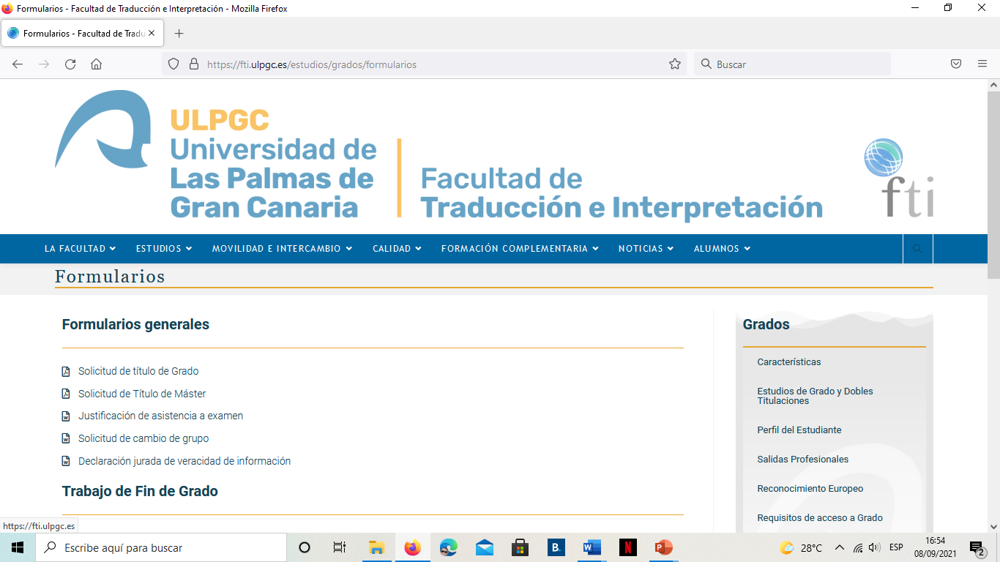 Formularios - Facultad de Traducción e Interpretación - Mozilla Firefox
Formularios - Facultad de Tradu
https://fti.ulpgc.es/estudios/grados/formularios
Buscar
ULPGC
Universidad de
Las Palmas de
Gran Canaria
Facultad de
Traducción e Interpretación
fti
LA FACULTAD
ESTUDIOS
MOVILIDAD E INTERCAMBIO
CALIDAD
FORMACIÓN COMPLEMENTARIA
NOTICIAS
ALUMNOS
Formularios
Formularios generales
Solicitud de título de Grado
Solicitud de Título de Máster
Justificación de asistencia a examen
Solicitud de cambio de grupo
Declaración jurada de veracidad de información
Trabajo de Fin de Grado
Grados
Características
Estudios de Grado y Dobles
Titulaciones
Perfil del Estudiante
Salidas Profesionales
Reconocimiento Europeo
Requisitos de acceso a Grado
https://fti.ulpgc.es
Escribe aquí para buscar
B.
W
N
P
28°C
ESP
16:54
08/09/2021
2